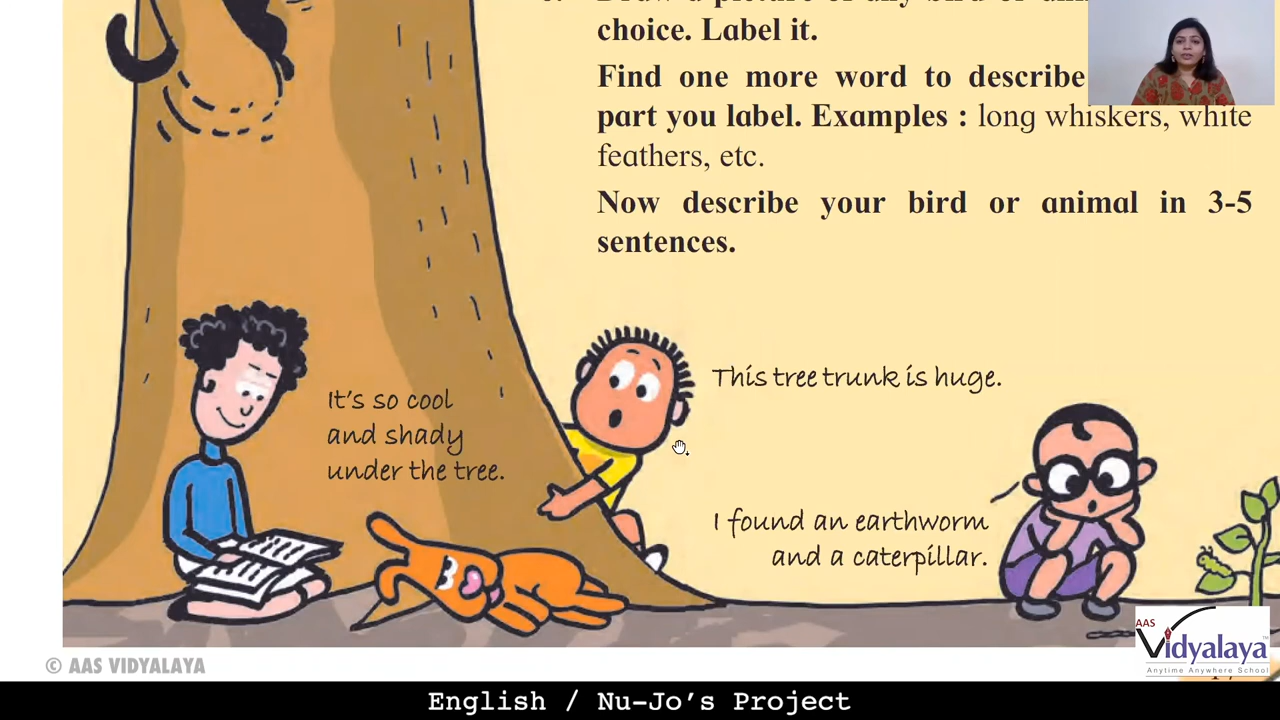 choice. Label it.
Find one more word to describe
part you label. Examples : long whiskers, white
feathers, etc.
Now describe your bird or animal in 3-5
sentences.
It's so cool
and shady
under the tree.
This tree trunk is huge.
I found an earthworm
and a caterpillar.
AAS
Vidyalaya
Anytime Anywhere School
© AAS VIDYALAYA
English / Nu-Jo's Project